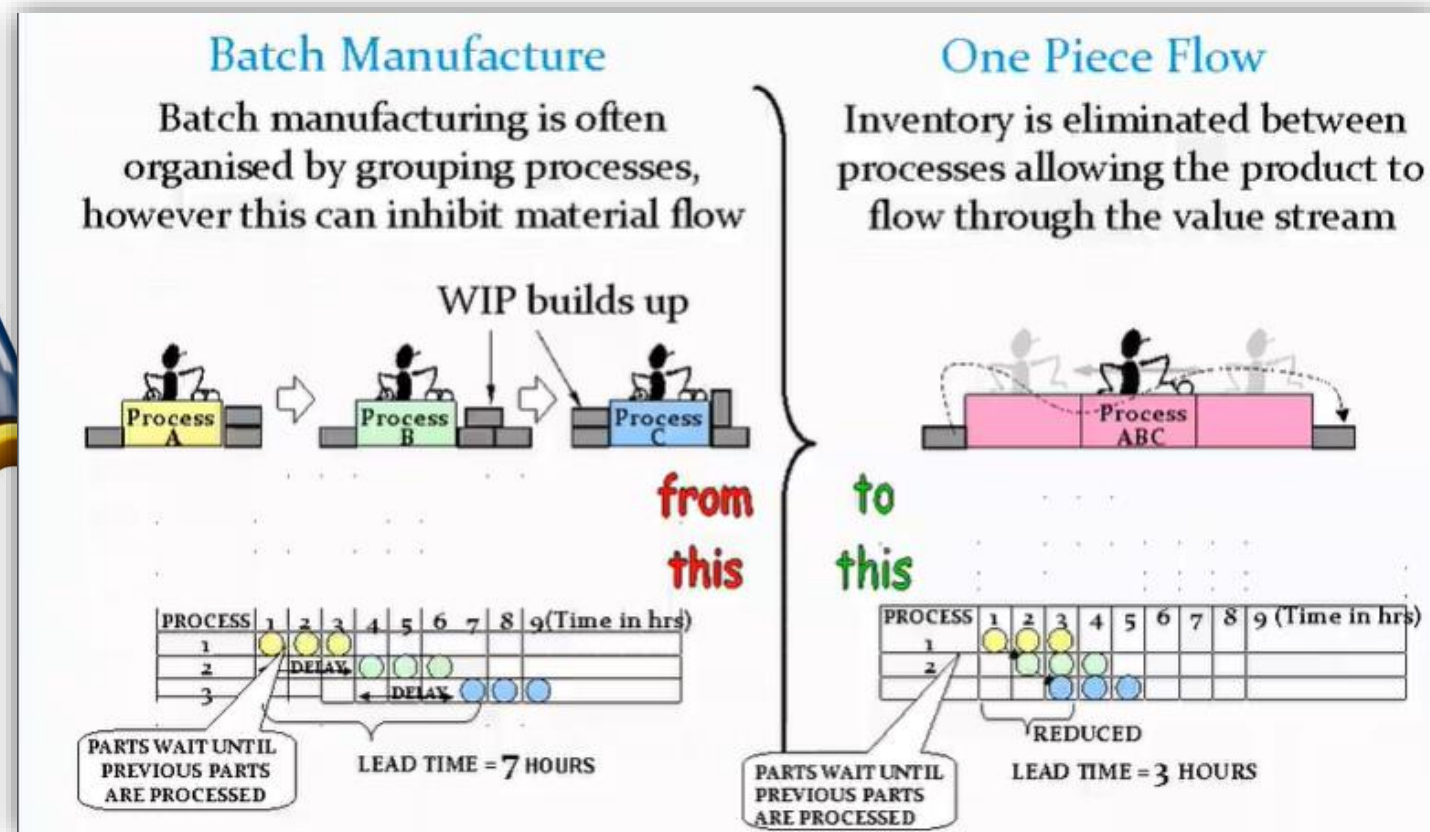 Batch Manufacture
Batch manufacturing is often
organised by grouping processes,
however this can inhibit material flow
WIP builds up
Process
A
Process
B
Process
C
from
this
PROCESS 1 2 3 4 5 6 7 8 9 (Time in hrs)
1
2 DELAY
3 DELAY
PARTS WAIT UNTIL
PREVIOUS PARTS
ARE PROCESSED
LEAD TIME = 7 HOURS
One Piece Flow
Inventory is eliminated between
processes allowing the product to
flow through the value stream
Process
ABC
to
this
PROCESS 1 2 3 4 5 6 7 8 9 (Time in hrs)
1
2
REDUCED
PARTS WAIT UNTIL
PREVIOUS PARTS
ARE PROCESSED
LEAD TIME = 3 HOURS